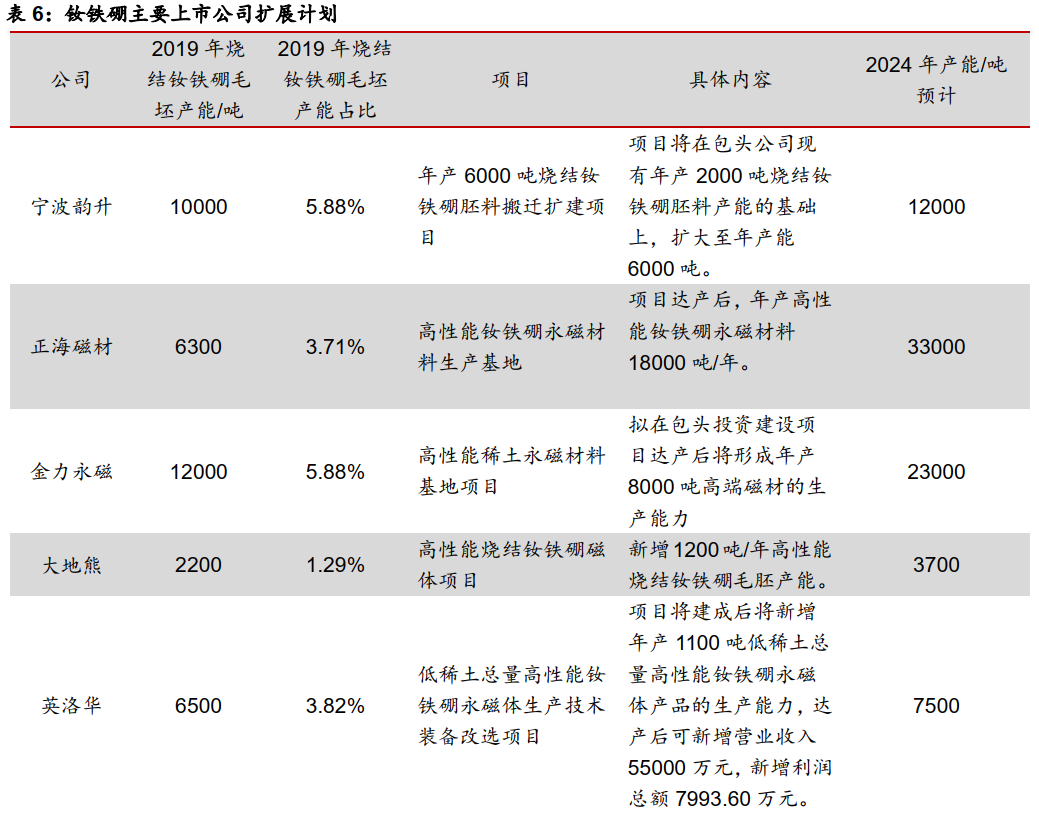 表 6：钕铁硼主要上市公司扩展计划
公司
2019 年烧
结钕铁硼毛
坯产能/吨
2019 年烧结
钕铁硼毛坯
产能占比
项目
具体内容
2024 年产能/吨
预计
宁波韵升
10000
5.88%
年产 6000 吨烧结钕
铁硼胚料搬迁扩建项
目
项目将在包头公司现
有年产 2000 吨烧结钕
铁硼胚料产能的基础
上，扩大至年产能
6000 吨。
12000
正海磁材
6300
3.71%
高性能钕铁硼永磁材
料生产基地
项目达产后，年产高性
能钕铁硼永磁材料
18000 吨/年。
33000
金力永磁
12000
5.88%
高性能稀土永磁材料
基地项目
拟在包头投资建设项
目达产后将形成年产
8000 吨高端磁材的生
产能力
23000
大地熊
2200
1.29%
高性能烧结钕铁硼磁
体项目
新增 1200 吨/年高性能
烧结钕铁硼毛胚产能。
3700
英洛华
6500
3.82%
低稀土总量高性能钕
铁硼永磁体生产技术
装备改选项目
项目将建成后将新增
年产 1100 吨低稀土总
量高性能钕铁硼永磁
体产品的生产能力，达
产后可新增营业收入
55000 万元，新增利润
总额 7993.60 万元。
7500